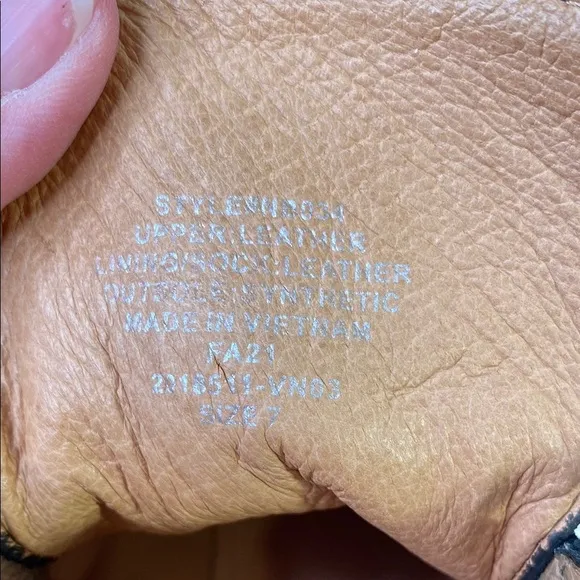 UPPER:LEATHER
LINING/SOCK:LEATHER
OUTSOLE:SYNTHETIC
MADE IN VIETNAM
FA21
SIZE 7